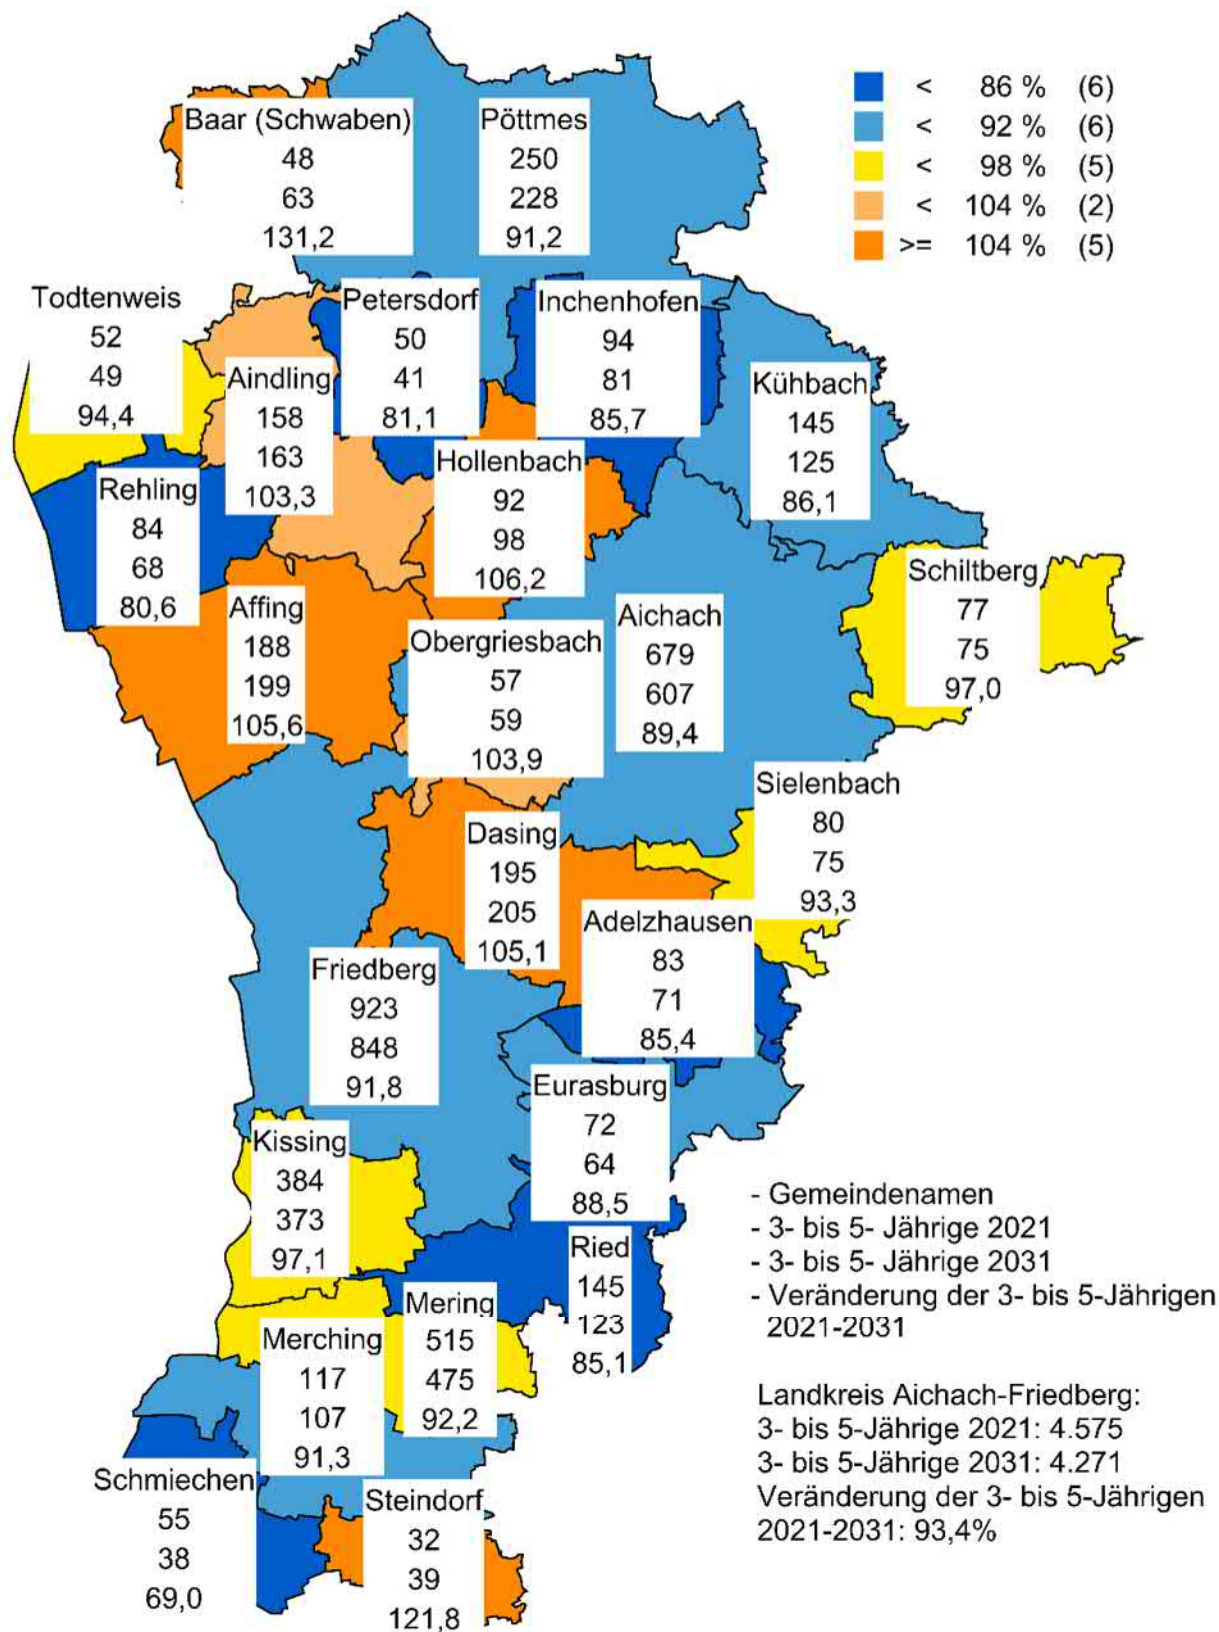 < 86 % (6)
< 92 % (6)
< 98 % (5)
< 104 % (2)
>= 104 % (5)
Baar (Schwaben)
48
63
131,2
Pöttmes
250
228
91,2
Todtenweis
52
49
94,4
Petersdorf
50
41
81,1
Inchenhofen
94
81
85,7
Aindling
158
163
103,3
Kühbach
145
125
86,1
Hollenbach
92
98
106,2
Rehling
84
68
80,6
Schiltberg
77
75
97,0
Affing
188
199
105,6
Obergriesbach
57
59
103,9
Aichach
679
607
89,4
Sielenbach
80
75
93,3
Dasing
195
205
105,1
Adelzhausen
83
71
85,4
Friedberg
923
848
91,8
Eurasburg
72
64
88,5
Kissing
384
373
97,1
Ried
145
123
85,1
Mering
515
475
92,2
Merching
117
107
91,3
Schmiechen
55
38
69,0
Steindorf
32
39
121,8
- Gemeindenamen
- 3- bis 5- Jährige 2021
- 3- bis 5- Jährige 2031
- Veränderung der 3- bis 5-Jährigen
2021-2031
Landkreis Aichach-Friedberg:
3- bis 5-Jährige 2021: 4.575
3- bis 5-Jährige 2031: 4.271
Veränderung der 3- bis 5-Jährigen
2021-2031: 93,4%